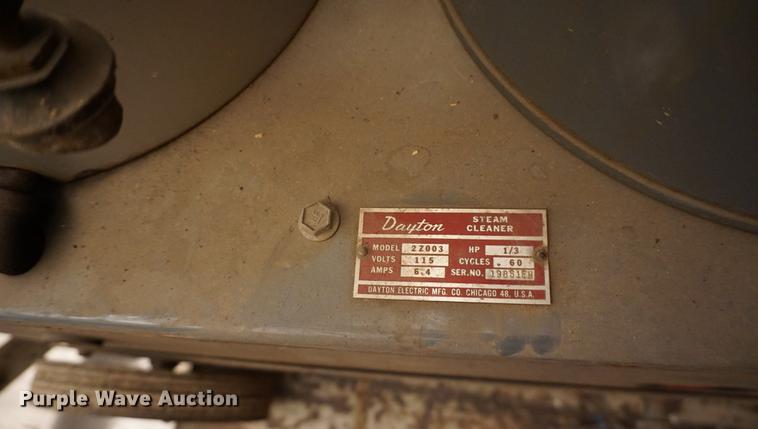 Dayton STEAM CLEANER
MODEL 2Z003 HP 1/3
VOLTS 115 CYCLES 60
AMPS 6.4 SER.NO.
DAYTON ELECTRIC MFG. CO. CHICAGO 48, U.S.A.
Purple Wave Auction